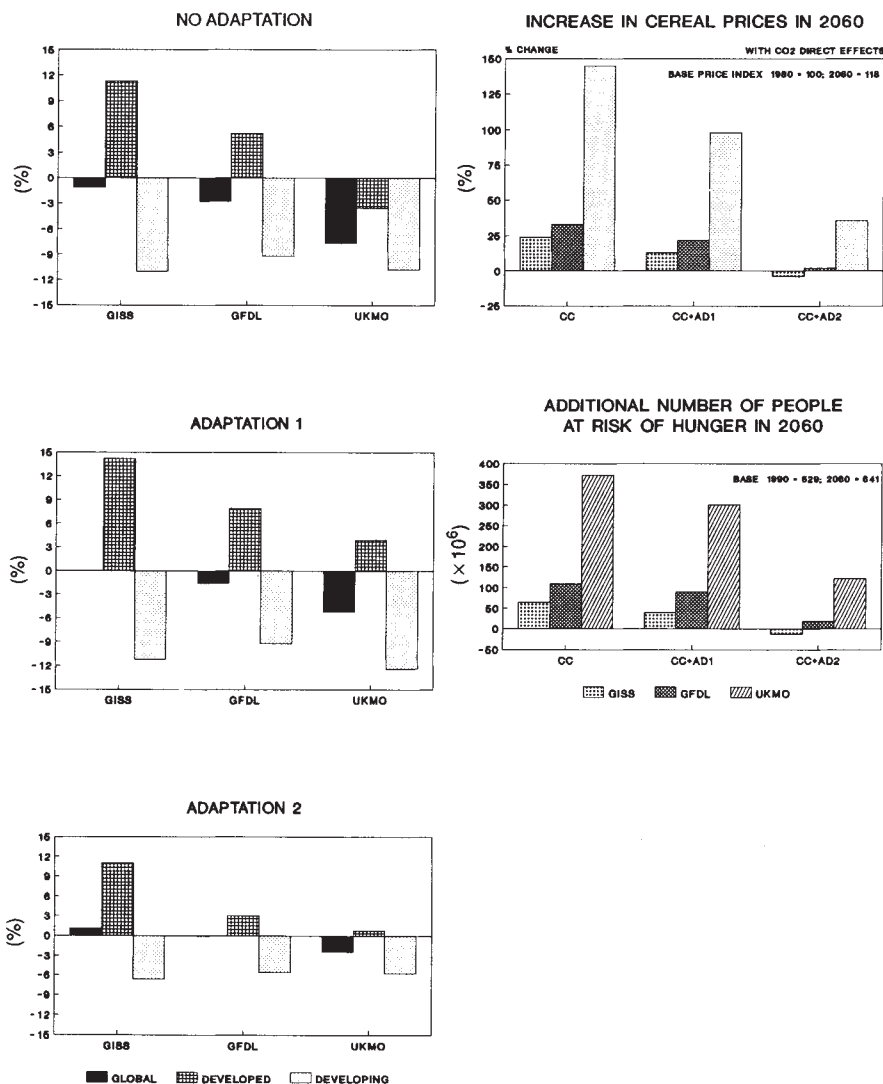 NO ADAPTATION
15
12
9
6
3
0
-3
-6
-9
-12
-15
(%)
GISS
GFDL
UKMO
ADAPTATION 1
15
12
9
6
3
0
-3
-6
-9
-12
-15
(%)
GISS
GFDL
UKMO
ADAPTATION 2
15
12
9
6
3
0
-3
-6
-9
-12
-15
(%)
GISS
GFDL
UKMO
GLOBAL DEVELOPED DEVELOPING
INCREASE IN CEREAL PRICES IN 2060
% CHANGE WITH CO2 DIRECT EFFECTS
BASE PRICE INDEX 1980 = 100; 2060 = 118
150
125
100
75
50
25
0
-25
(%)
CC
CC+AD1
CC+AD2
ADDITIONAL NUMBER OF PEOPLE
AT RISK OF HUNGER IN 2060
BASE 1990 = 529; 2060 = 641
400
350
300
250
200
150
100
50
0
-50
(× 10⁶)
CC
CC+AD1
CC+AD2
GISS GFDL UKMO